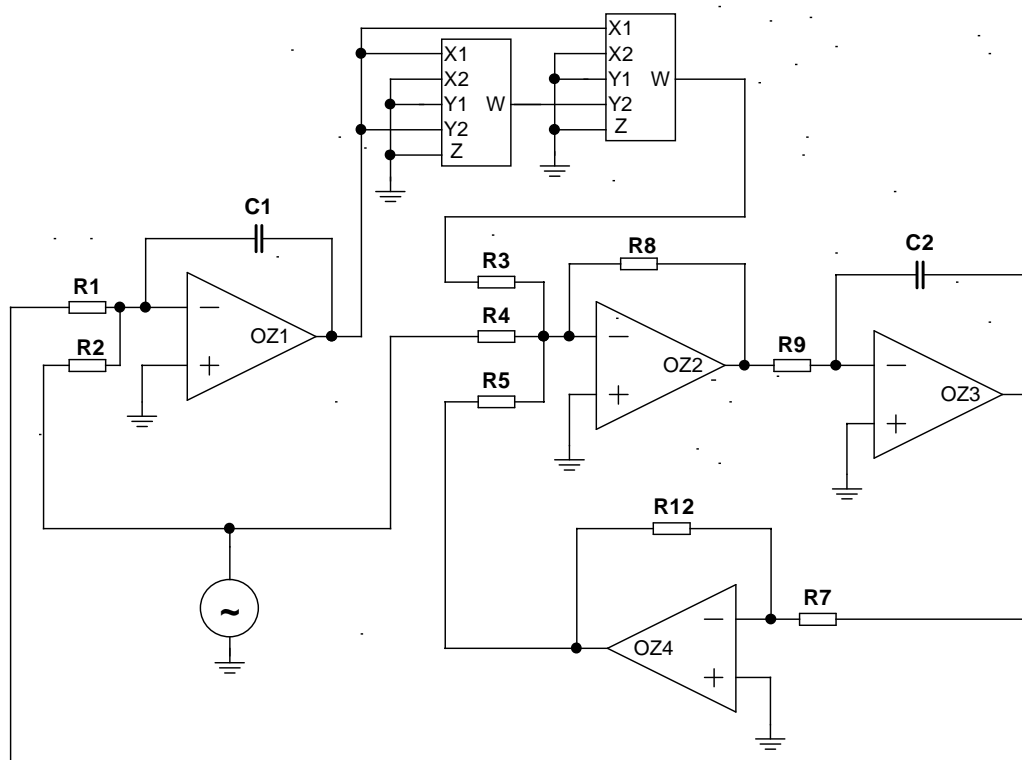 X1
X2
Y1
Y2
Z
W
X1
X2
Y1
Y2
Z
W
C1
R1
R2
− 
+
OZ1
R3
R4
R5
R8
−
+
OZ2
R9
C2
−
+
OZ3
~
R12
R7
−
+
OZ4